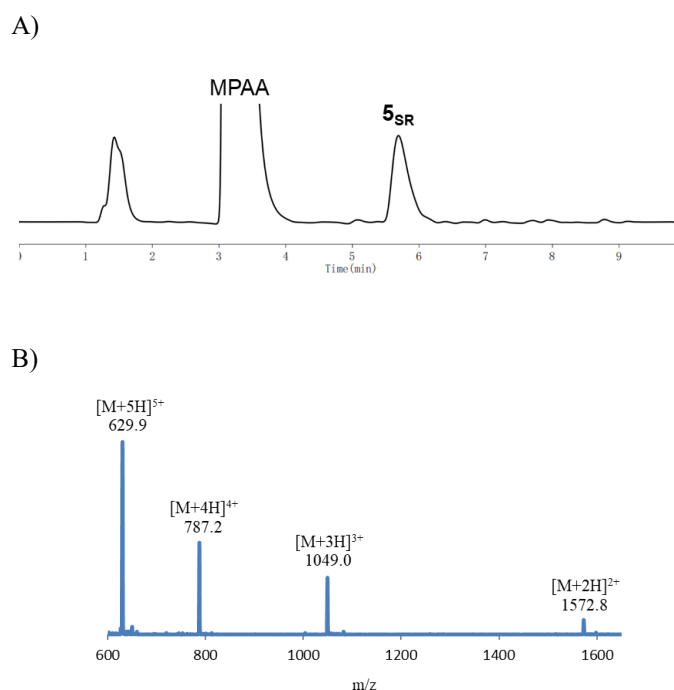 A)
MPAA
5SR
0 1 2 3 4 5 6 7 8 9
Time(min)
B)
[M+5H]5+
629.9
[M+4H]4+
787.2
[M+3H]3+
1049.0
[M+2H]2+
1572.8
600 800 1000 1200 1400 1600
m/z